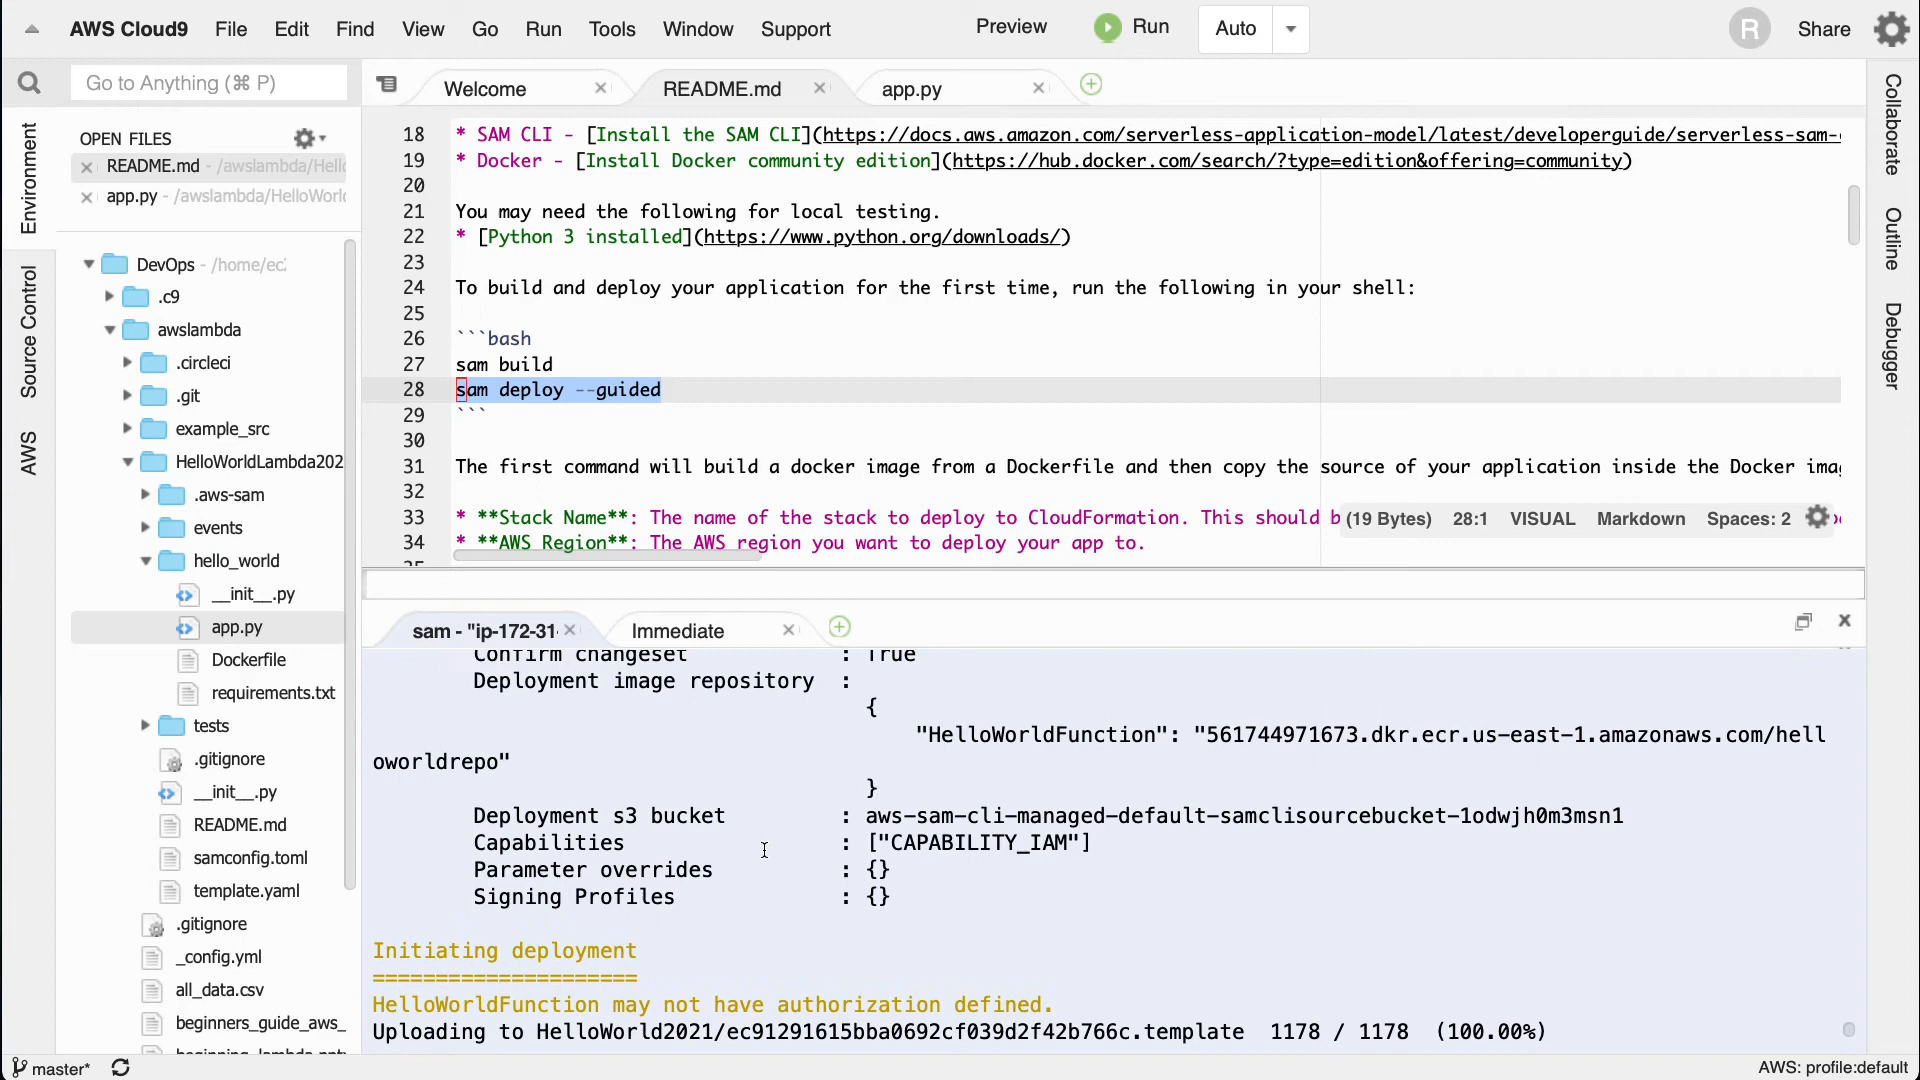 AWS Cloud9 File Edit Find View Go Run Tools Window Support Preview Run Auto R Share
Go to Anything (⌘ P)
Welcome README.md app.py
Environment
Source Control
AWS
OPEN FILES
README.md - /awslambda/Hell
app.py - /awslambda/HelloWorl
DevOps - /home/ec
.c9
awslambda
.circleci
.git
example_src
HelloWorldLambda202
.aws-sam
events
hello_world
__init__.py
app.py
Dockerfile
requirements.txt
tests
.gitignore
__init__.py
README.md
samconfig.toml
template.yaml
.gitignore
_config.yml
all_data.csv
beginners_guide_aws_
18 * SAM CLI - [Install the SAM CLI](https://docs.aws.amazon.com/serverless-application-model/latest/developerguide/serverless-sam-
19 * Docker - [Install Docker community edition](https://hub.docker.com/search/?type=edition&offering=community)
20
21 You may need the following for local testing.
22 * [Python 3 installed](https://www.python.org/downloads/)
23
24 To build and deploy your application for the first time, run the following in your shell:
25
26 ```bash
27 sam build
28 sam deploy --guided
29 ```
30
31 The first command will build a docker image from a Dockerfile and then copy the source of your application inside the Docker ima
32
33 * **Stack Name**: The name of the stack to deploy to CloudFormation. This should b
34 * **AWS Region**: The AWS region you want to deploy your app to.
(19 Bytes) 28:1 VISUAL Markdown Spaces: 2
sam - "ip-172-31- Immediate
Confirm changeset : True
Deployment image repository :
{
"HelloWorldFunction": "561744971673.dkr.ecr.us-east-1.amazonaws.com/hell
oworldrepo"
}
Deployment s3 bucket : aws-sam-cli-managed-default-samclisourcebucket-1odwjh0m3msn1
Capabilities : ["CAPABILITY_IAM"]
Parameter overrides : {}
Signing Profiles : {}
Initiating deployment
=====================
HelloWorldFunction may not have authorization defined.
Uploading to HelloWorld2021/ec91291615bba0692cf039d2f42b766c.template 1178 / 1178 (100.00%)
Collaborate
Outline
Debugger
master* AWS: profile:default